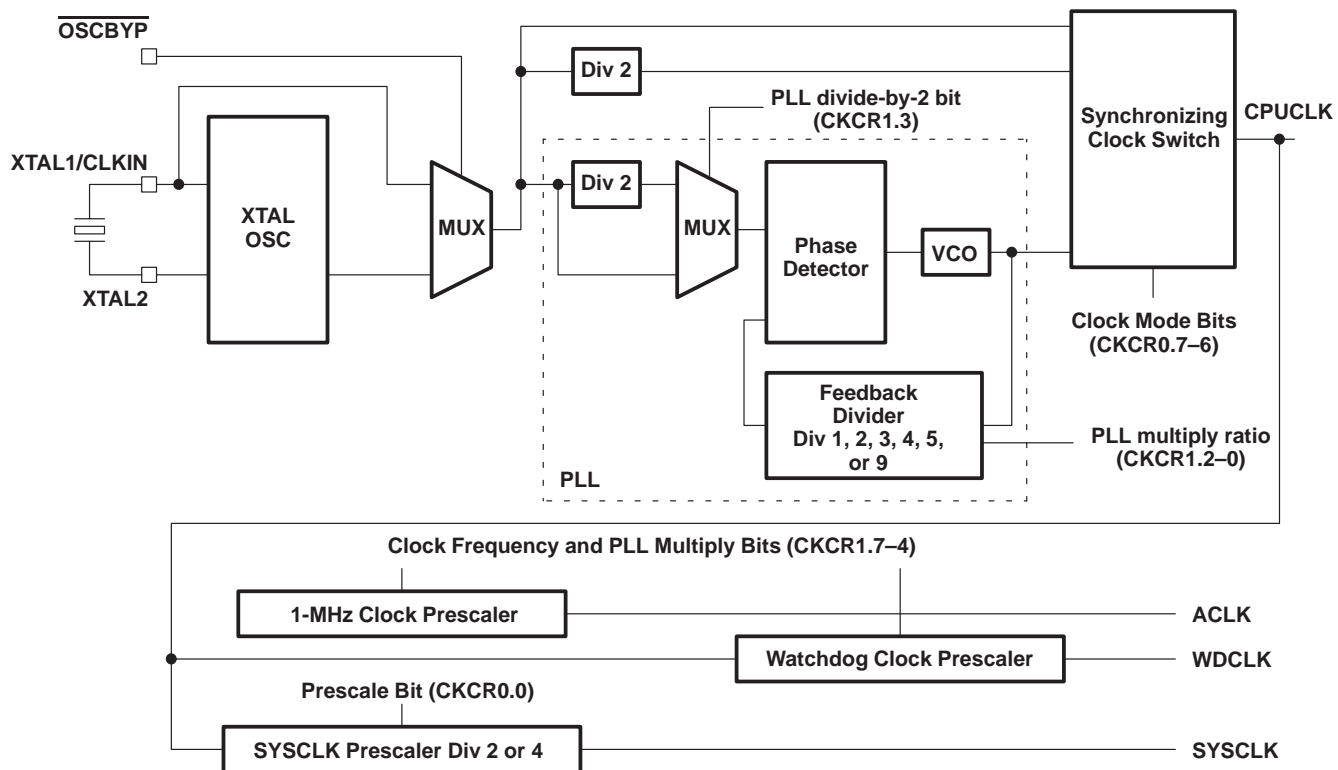 OSCBYP
XTAL1/CLKIN
XTAL2
XTAL
OSC
MUX
Div 2
PLL divide-by-2 bit
(CKCR1.3)
Div 2
MUX
Phase
Detector
VCO
Feedback
Divider
Div 1, 2, 3, 4, 5,
or 9
PLL
Synchronizing
Clock Switch
CPUCLK
Clock Mode Bits
(CKCR0.7–6)
PLL multiply ratio
(CKCR1.2–0)
Clock Frequency and PLL Multiply Bits (CKCR1.7–4)
1-MHz Clock Prescaler
ACLK
Watchdog Clock Prescaler
WDCLK
Prescale Bit (CKCR0.0)
SYSCLK Prescaler Div 2 or 4
SYSCLK